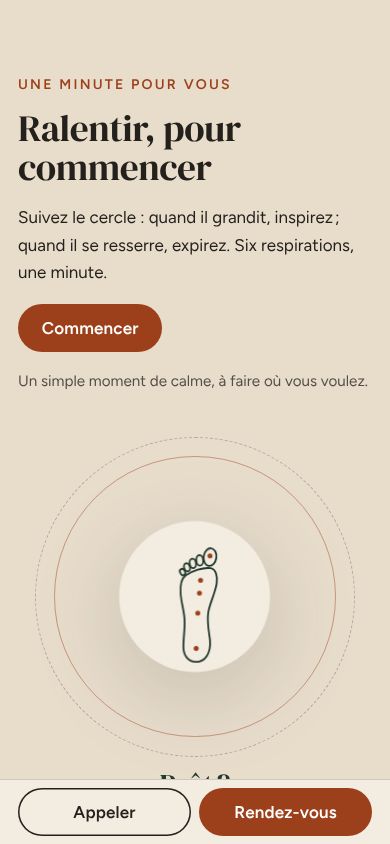 UNE MINUTE POUR VOUS
Ralentir, pour
commencer
Suivez le cercle : quand il grandit, inspirez ;
quand il se resserre, expirez. Six respirations,
une minute.
Commencer
Un simple moment de calme, à faire où vous voulez.
Appeler
Rendez-vous